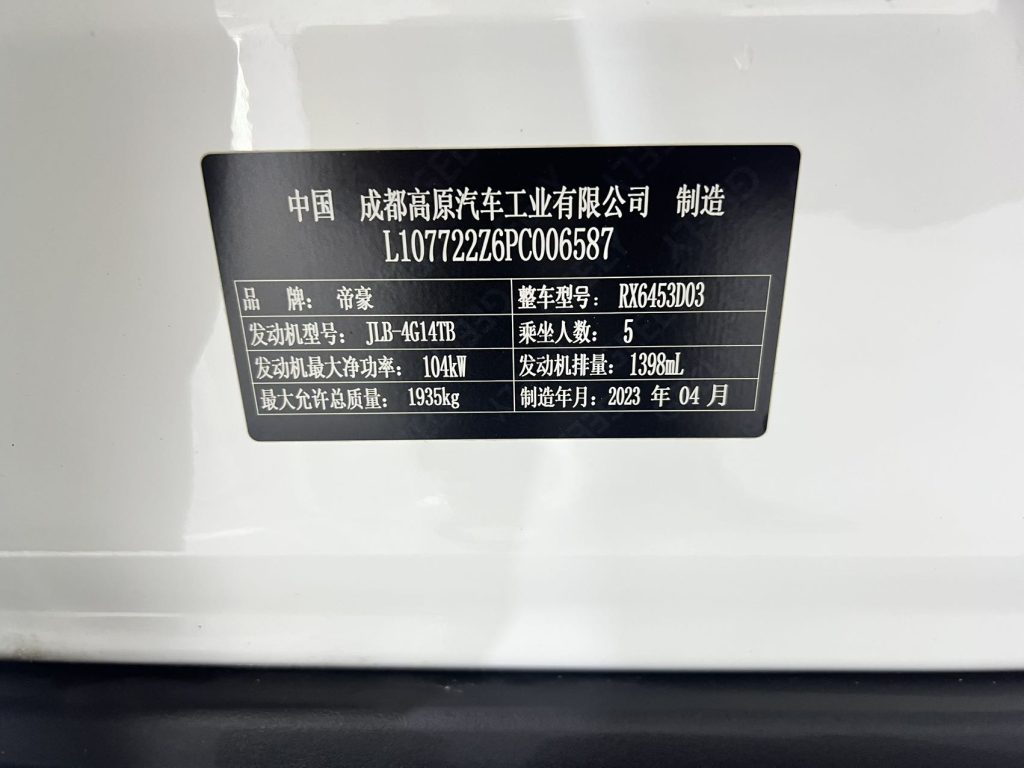 中国 成都高原汽车工业有限公司 制造
L107722Z6PC006587
品 牌：帝豪 整车型号：RX6453D03
发动机型号：JLB-4G14TB 乘坐人数：5
发动机最大净功率：104kW 发动机排量：1398mL
最大允许总质量：1935kg 制造年月：2023 年 04 月